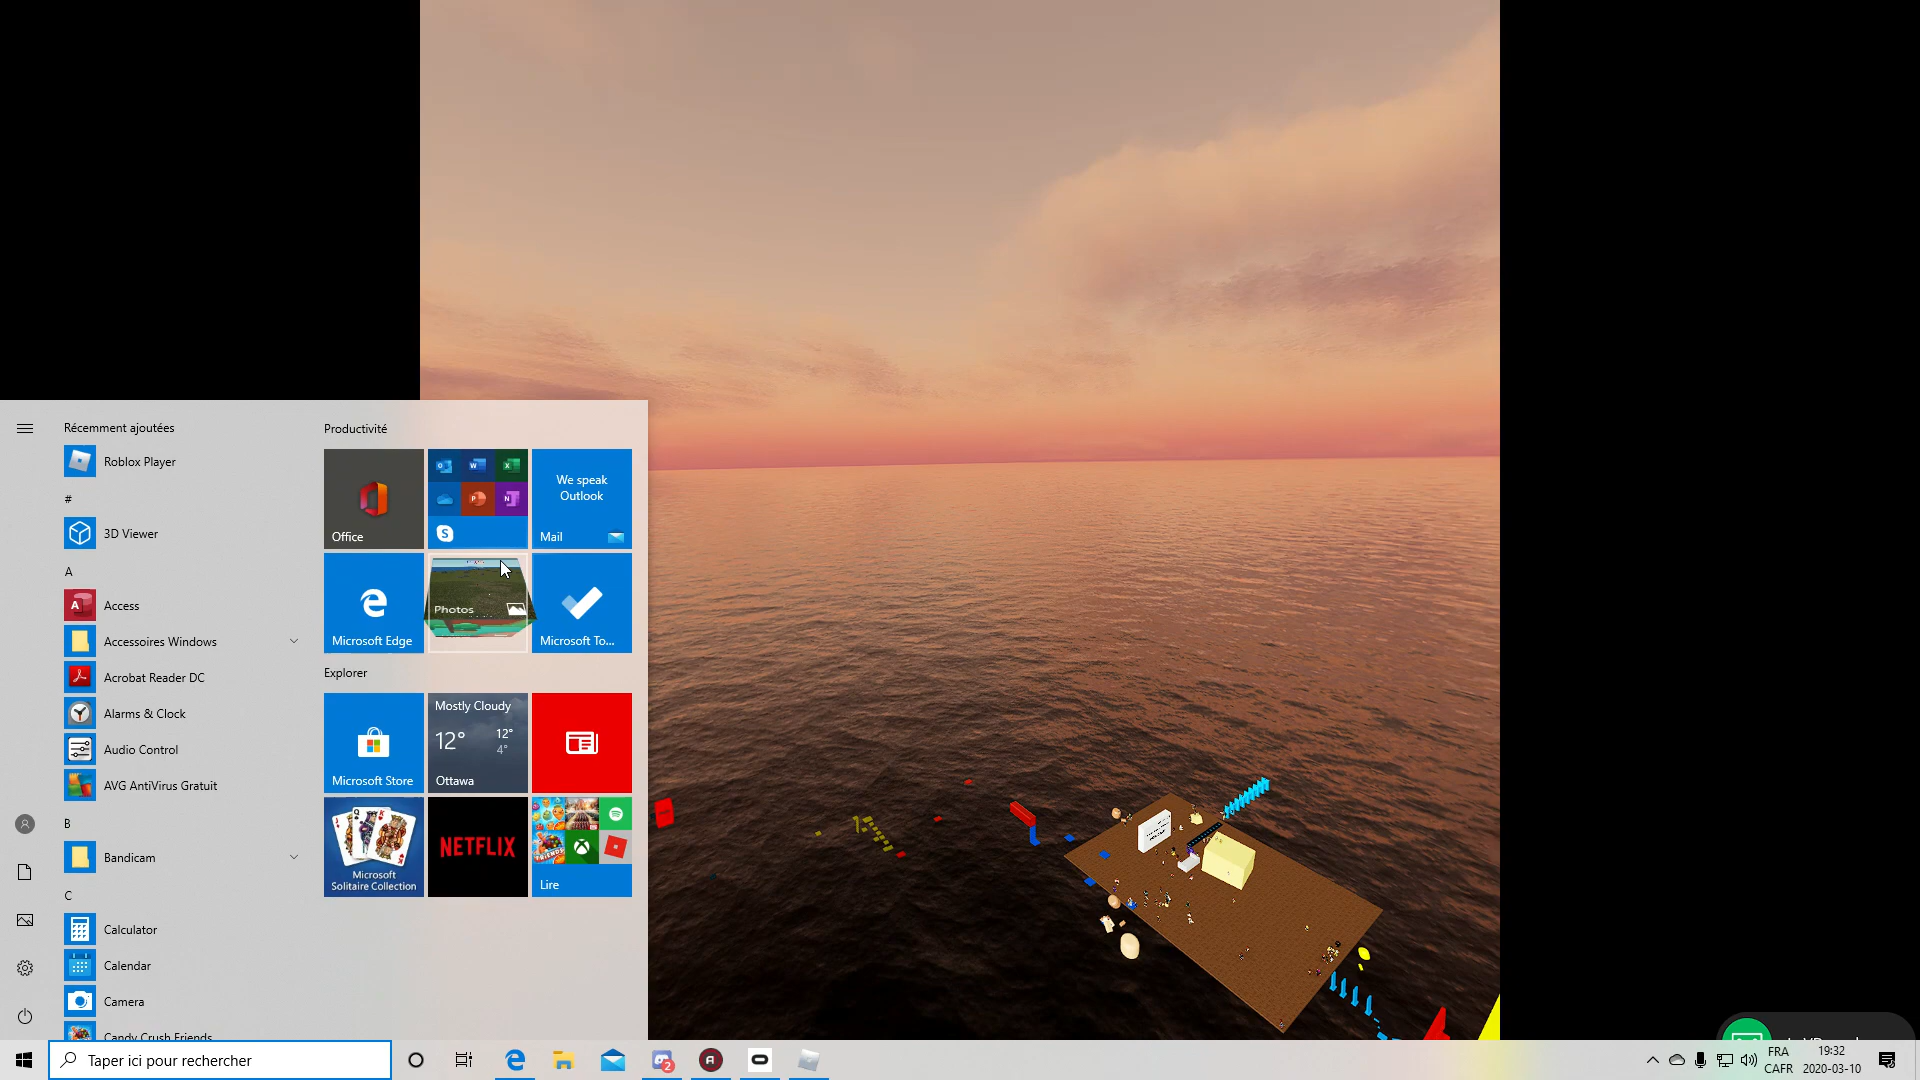 Récemment ajoutées
Roblox Player
#
3D Viewer
A
Access
Accessoires Windows
Acrobat Reader DC
Alarms & Clock
Audio Control
AVG AntiVirus Gratuit
B
Bandicam
C
Calculator
Calendar
Camera
Candy Crush Friends
Productivité
Office
We speak
Outlook
Mail
Microsoft Edge
Photos
Microsoft To...
Explorer
Microsoft Store
Mostly Cloudy
12°
12°
4°
Ottawa
Microsoft
Solitaire Collection
NETFLIX
Lire
Taper ici pour rechercher
2
FRA
CAFR
19:32
2020-03-10